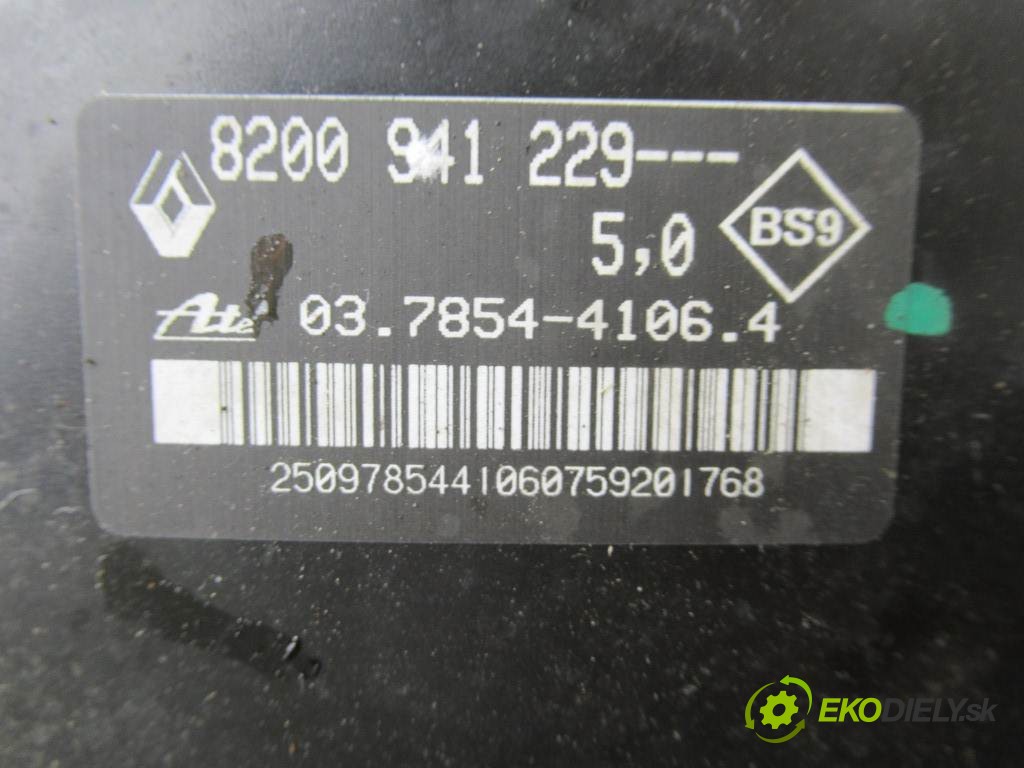 8200 941 229---
5,0
BS9
Ate 03.7854-4106.4
2509785441060759201768
EKODIELY.sk